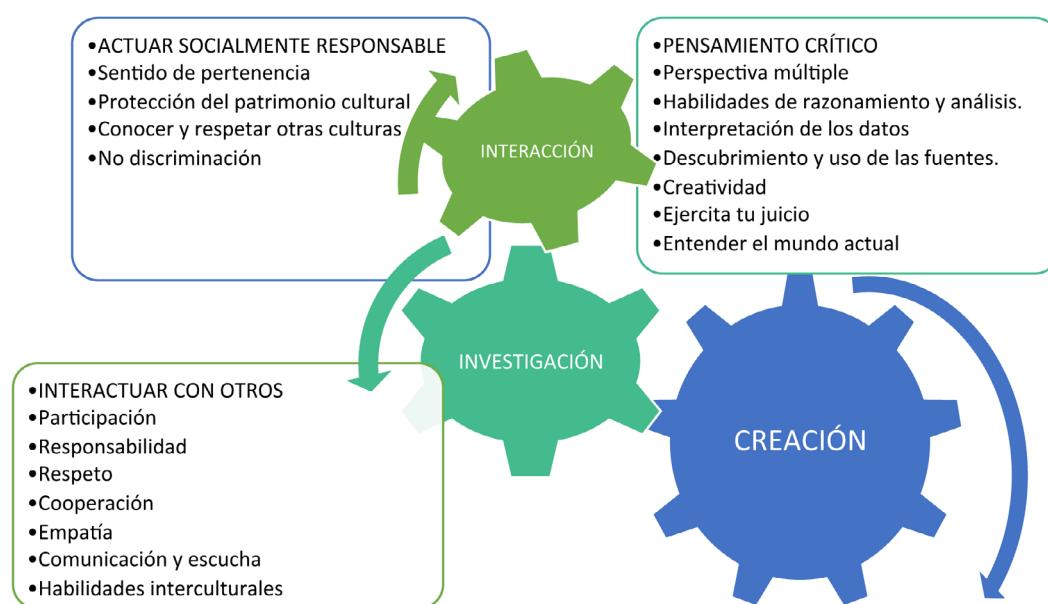 •ACTUAR SOCIALMENTE RESPONSABLE
•Sentido de pertenencia
•Protección del patrimonio cultural
•Conocer y respetar otras culturas
•No discriminación
INTERACCIÓN
•PENSAMIENTO CRÍTICO
•Perspectiva múltiple
•Habilidades de razonamiento y análisis.
•Interpretación de los datos
•Descubrimiento y uso de las fuentes.
•Creatividad
•Ejercita tu juicio
•Entender el mundo actual
INVESTIGACIÓN
CREACIÓN
•INTERACTUAR CON OTROS
•Participación
•Responsabilidad
•Respeto
•Cooperación
•Empatía
•Comunicación y escucha
•Habilidades interculturales